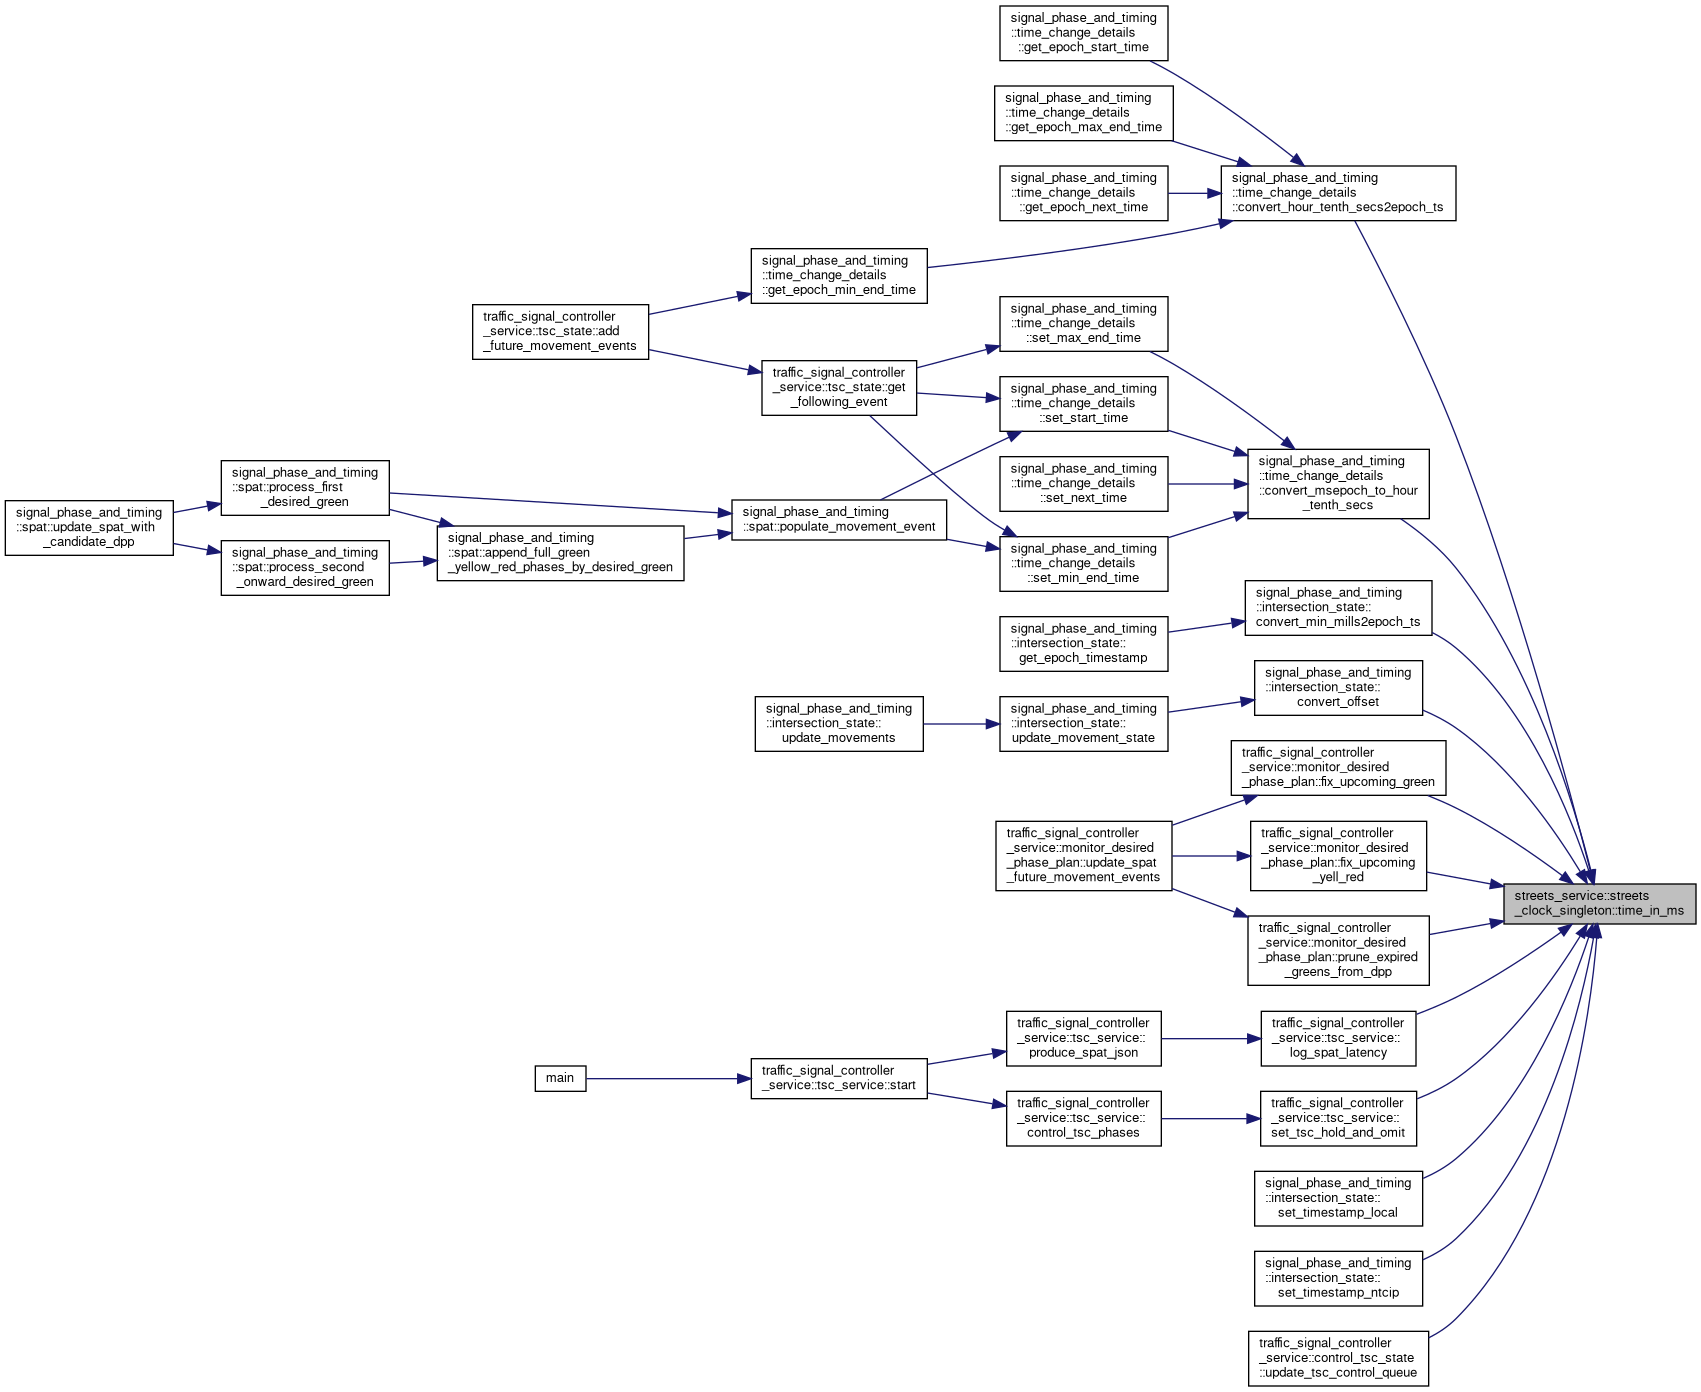 signal_phase_and_timing
::time_change_details
::get_epoch_start_time
signal_phase_and_timing
::time_change_details
::get_epoch_max_end_time
signal_phase_and_timing
::time_change_details
::get_epoch_next_time
signal_phase_and_timing
::time_change_details
::convert_hour_tenth_secs2epoch_ts
signal_phase_and_timing
::time_change_details
::get_epoch_min_end_time
traffic_signal_controller
_service::tsc_state::add
_future_movement_events
signal_phase_and_timing
::time_change_details
::set_max_end_time
traffic_signal_controller
_service::tsc_state::get
_following_event
signal_phase_and_timing
::time_change_details
::set_start_time
signal_phase_and_timing
::time_change_details
::set_next_time
signal_phase_and_timing
::time_change_details
::convert_msepoch_to_hour
_tenth_secs
signal_phase_and_timing
::spat::process_first
_desired_green
signal_phase_and_timing
::spat::update_spat_with
_candidate_dpp
signal_phase_and_timing
::spat::populate_movement_event
signal_phase_and_timing
::spat::append_full_green
_yellow_red_phases_by_desired_green
signal_phase_and_timing
::spat::process_second
_onward_desired_green
signal_phase_and_timing
::time_change_details
::set_min_end_time
signal_phase_and_timing
::intersection_state::
convert_min_mills2epoch_ts
signal_phase_and_timing
::intersection_state::
get_epoch_timestamp
signal_phase_and_timing
::intersection_state::
convert_offset
signal_phase_and_timing
::intersection_state::
update_movements
signal_phase_and_timing
::intersection_state::
update_movement_state
traffic_signal_controller
_service::monitor_desired
_phase_plan::fix_upcoming_green
traffic_signal_controller
_service::monitor_desired
_phase_plan::update_spat
_future_movement_events
traffic_signal_controller
_service::monitor_desired
_phase_plan::fix_upcoming
_yell_red
streets_service::streets
_clock_singleton::time_in_ms
traffic_signal_controller
_service::monitor_desired
_phase_plan::prune_expired
_greens_from_dpp
traffic_signal_controller
_service::tsc_service::
produce_spat_json
traffic_signal_controller
_service::tsc_service::
log_spat_latency
main
traffic_signal_controller
_service::tsc_service::start
traffic_signal_controller
_service::tsc_service::
control_tsc_phases
traffic_signal_controller
_service::tsc_service::
set_tsc_hold_and_omit
signal_phase_and_timing
::intersection_state::
set_timestamp_local
signal_phase_and_timing
::intersection_state::
set_timestamp_ntcip
traffic_signal_controller
_service::control_tsc_state
::update_tsc_control_queue